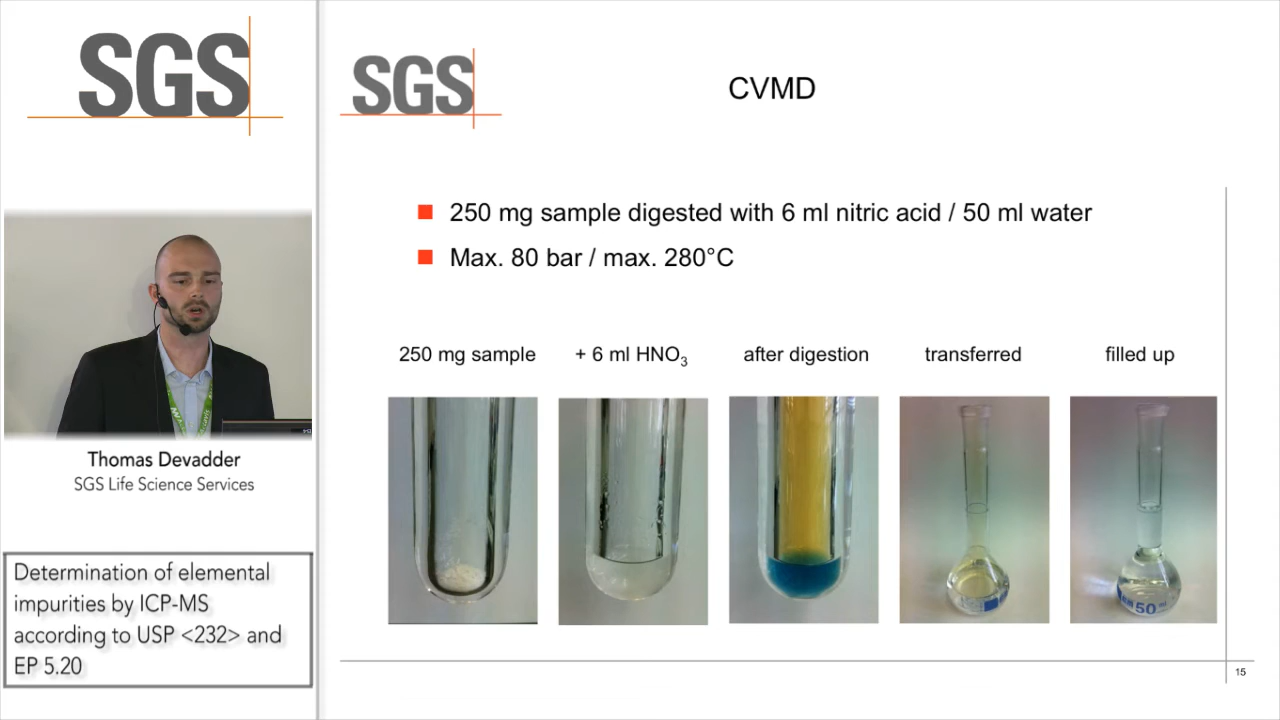 SGS
SGS
CVMD
250 mg sample digested with 6 ml nitric acid / 50 ml water
Max. 80 bar / max. 280°C
250 mg sample
+ 6 ml HNO₃
after digestion
transferred
filled up
50 ml
Thomas Devadder
SGS Life Science Services
Determination of elemental
impurities by ICP-MS
according to USP <232> and
EP 5.20
15